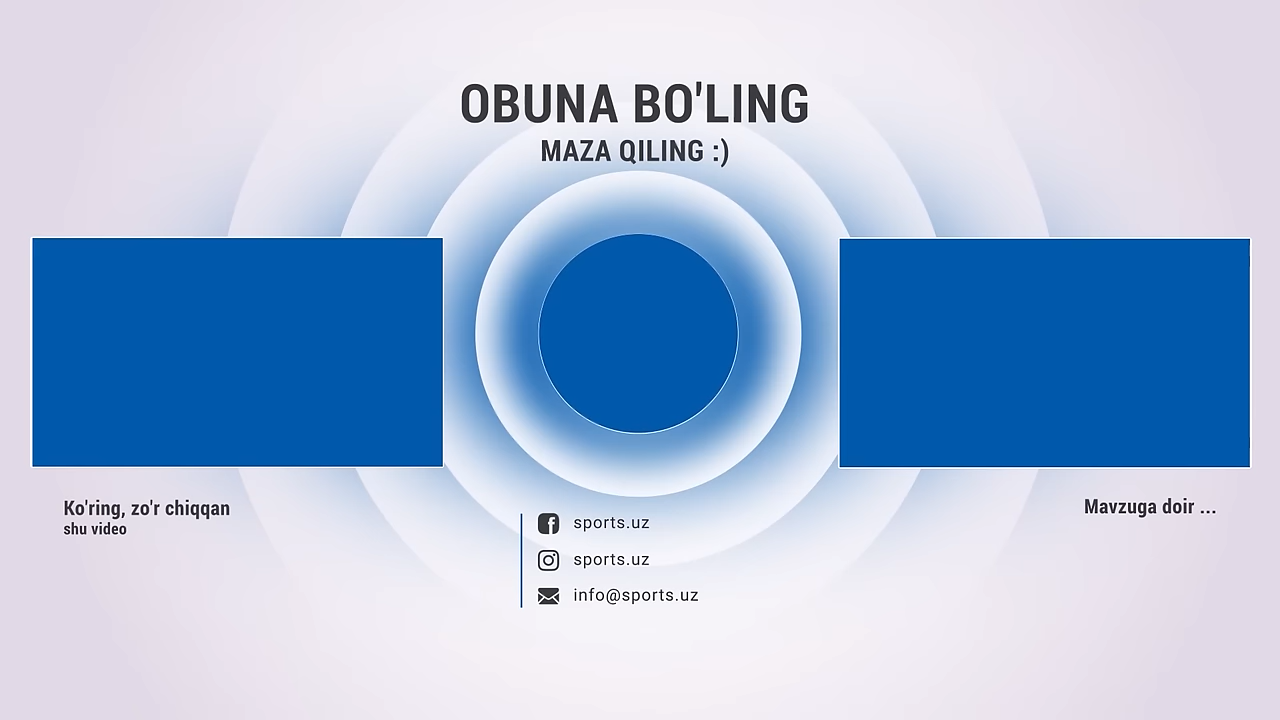 OBUNA BO'LING
MAZA QILING :)
Ko'ring, zo'r chiqqan
shu video
Mavzuga doir ...
sports.uz
sports.uz
info@sports.uz